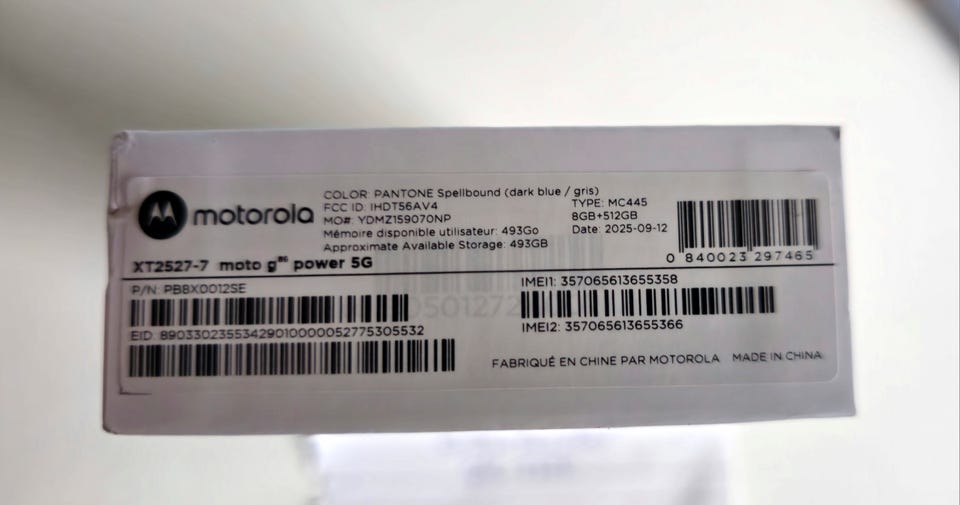 motorola
COLOR: PANTONE Spellbound (dark blue / gris)
FCC ID: IHDT56AV4
TYPE: MC445
MO#: YDMZ159070NP
8GB+512GB
Mémoire disponible utilisateur: 493Go
Date: 2025-09-12
Approximate Available Storage: 493GB
0 840023 297465
XT2527-7 moto g86 power 5G
P/N: PB8X0012SE
IMEI1: 357065613655358
EID 89033023553429010000052775305532
IMEI2: 357065613655366
FABRIQUÉ EN CHINE PAR MOTOROLA MADE IN CHINA